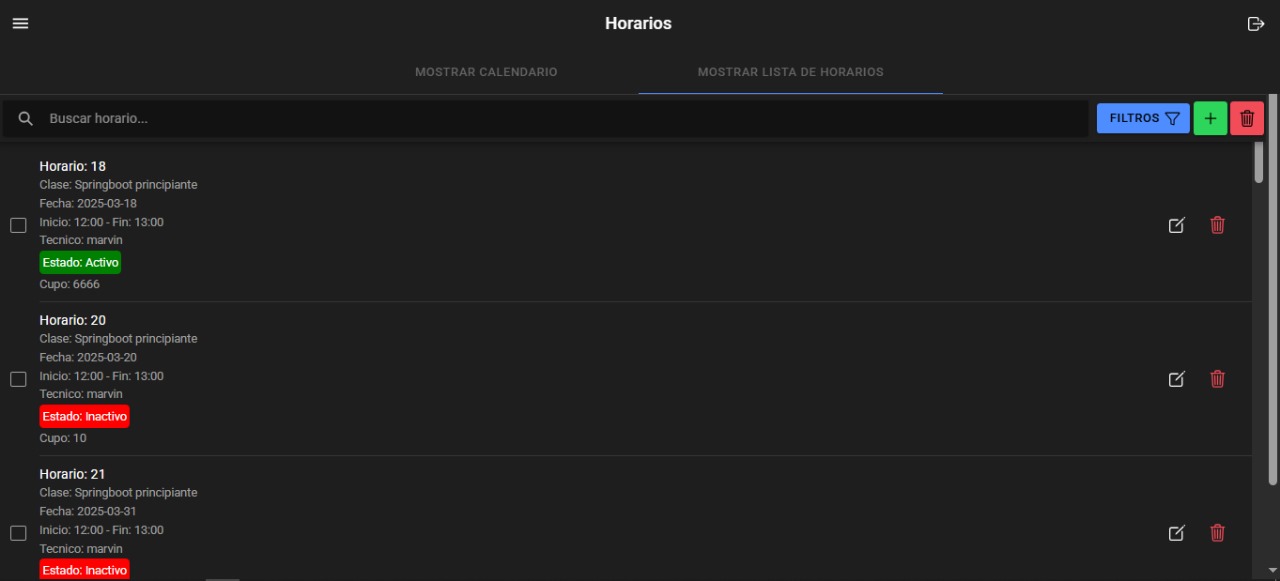 Horarios
MOSTRAR CALENDARIO
MOSTRAR LISTA DE HORARIOS
Buscar horario...
FILTROS
Horario: 18
Clase: Springboot principiante
Fecha: 2025-03-18
Inicio: 12:00 - Fin: 13:00
Tecnico: marvin
Estado: Activo
Cupo: 6666
Horario: 20
Clase: Springboot principiante
Fecha: 2025-03-20
Inicio: 12:00 - Fin: 13:00
Tecnico: marvin
Estado: Inactivo
Cupo: 10
Horario: 21
Clase: Springboot principiante
Fecha: 2025-03-31
Inicio: 12:00 - Fin: 13:00
Tecnico: marvin
Estado: Inactivo